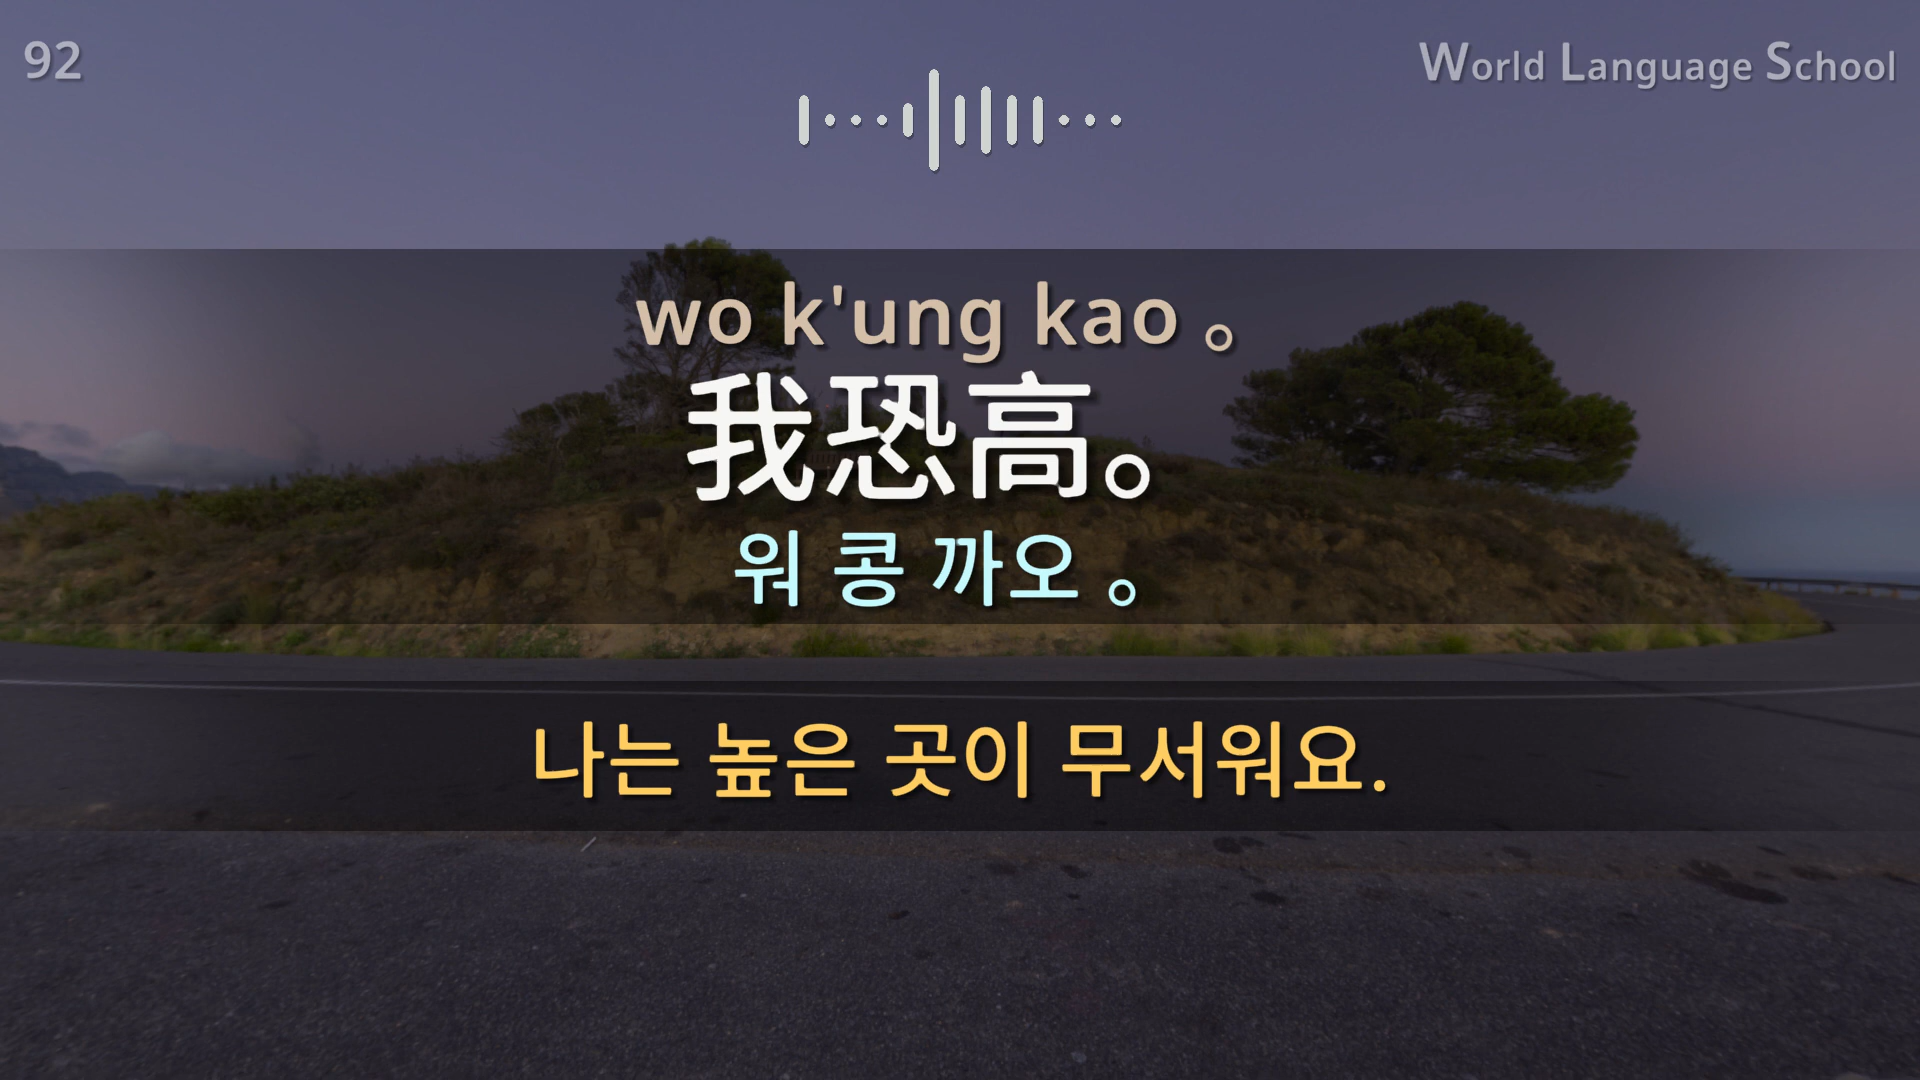 92
World Language School
wo k'ung kao 。
我恐高。
워 콩 까오 。
나는 높은 곳이 무서워요.